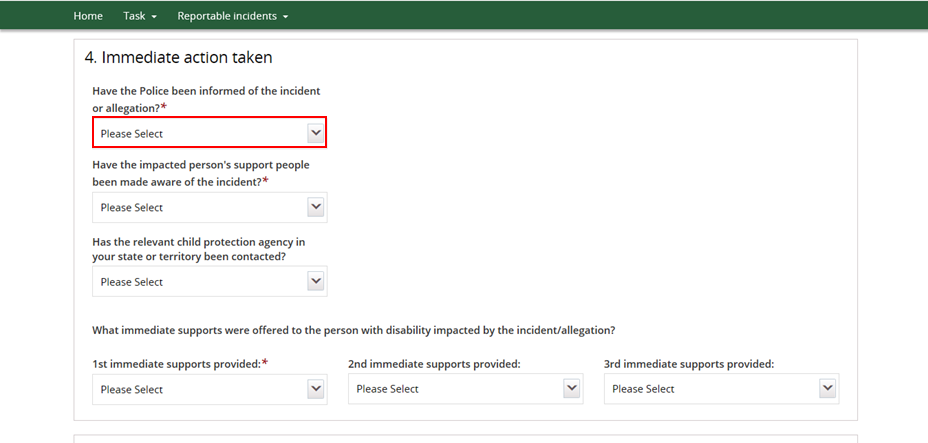 Home Task Reportable incidents
4. Immediate action taken
Have the Police been informed of the incident
or allegation?*
Please Select
Have the impacted person's support people
been made aware of the incident?*
Please Select
Has the relevant child protection agency in
your state or territory been contacted?
Please Select
What immediate supports were offered to the person with disability impacted by the incident/allegation?
1st immediate supports provided:* 2nd immediate supports provided: 3rd immediate supports provided:
Please Select Please Select Please Select